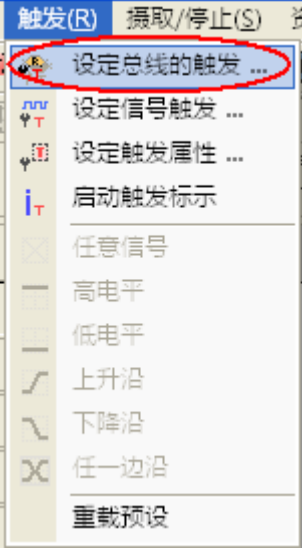 触发(R) 摄取/停止(S)
设定总线的触发 ...
设定信号触发 ...
设定触发属性 ...
启动触发标示
任意信号
高电平
低电平
上升沿
下降沿
任一边沿
重载预设